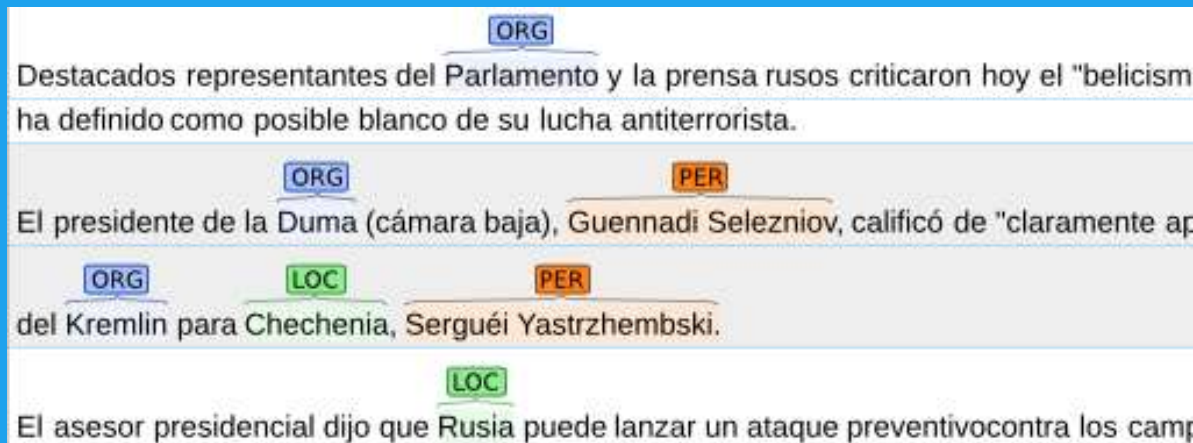 ORG
Destacados representantes del Parlamento y la prensa rusos criticaron hoy el "belicism
ha definido como posible blanco de su lucha antiterrorista.
ORG PER
El presidente de la Duma (cámara baja), Guennadi Selezniov, calificó de "claramente ap
ORG LOC PER
del Kremlin para Chechenia, Serguéi Yastrzhembski.
LOC
El asesor presidencial dijo que Rusia puede lanzar un ataque preventivocontra los camp